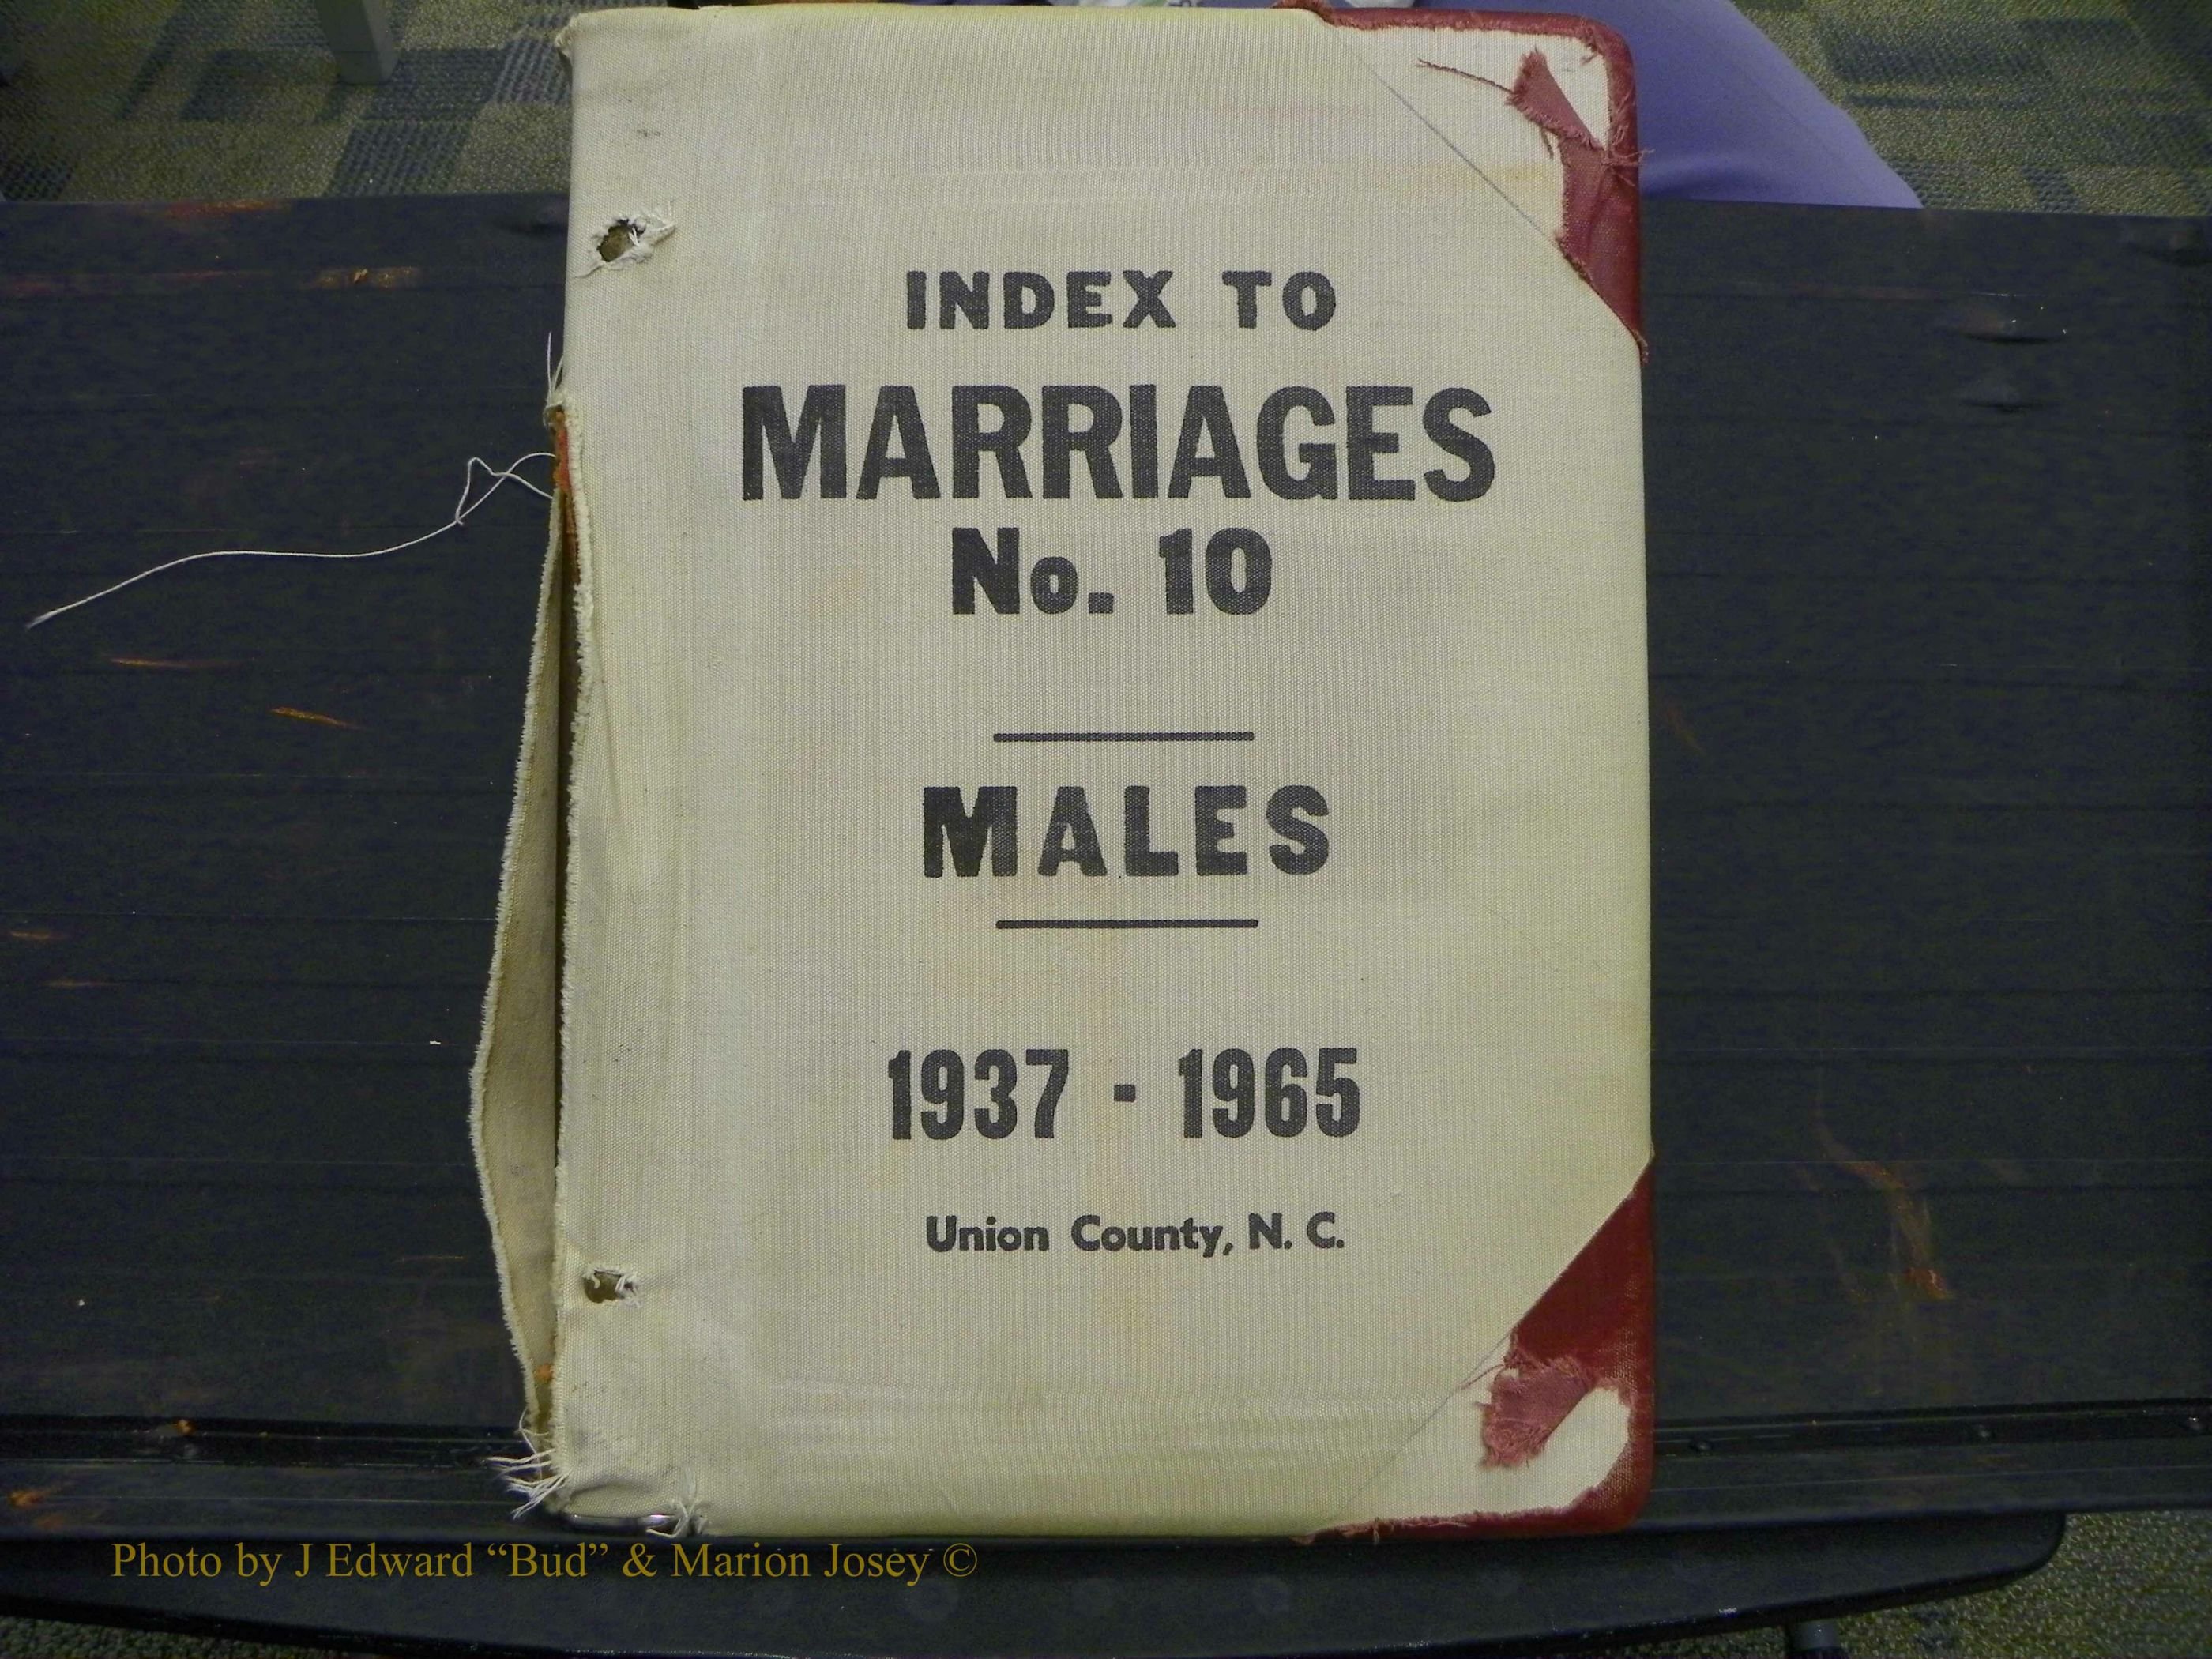 INDEX TO
MARRIAGES
No. 10
MALES
1937 - 1965
Union County, N. C.
Photo by J Edward “Bud” & Marion Josey ©